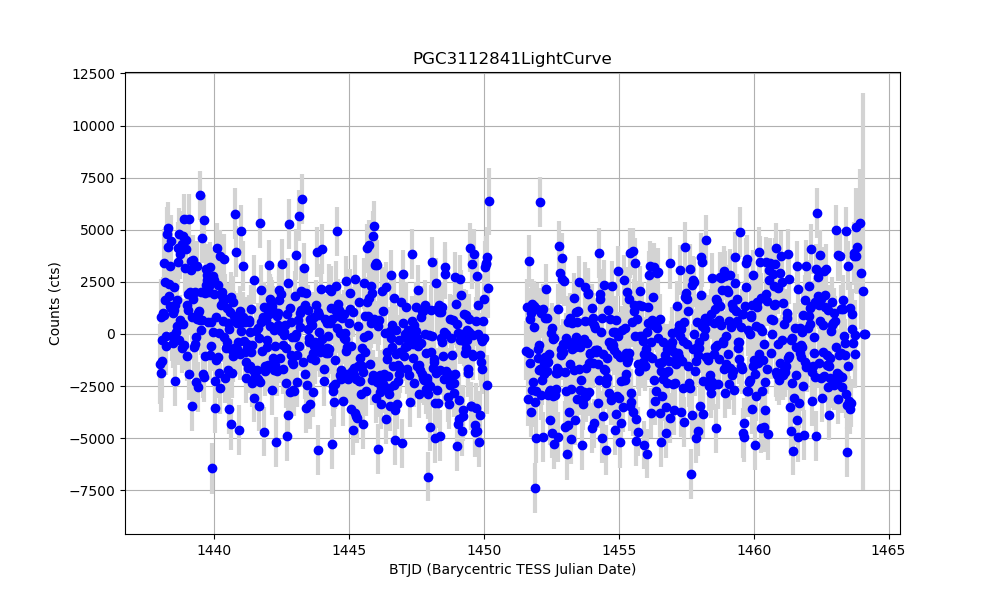 PGC3112841LightCurve
12500
10000
7500
5000
2500
0
−2500
−5000
−7500
Counts (cts)
1440 1445 1450 1455 1460 1465
BTJD (Barycentric TESS Julian Date)